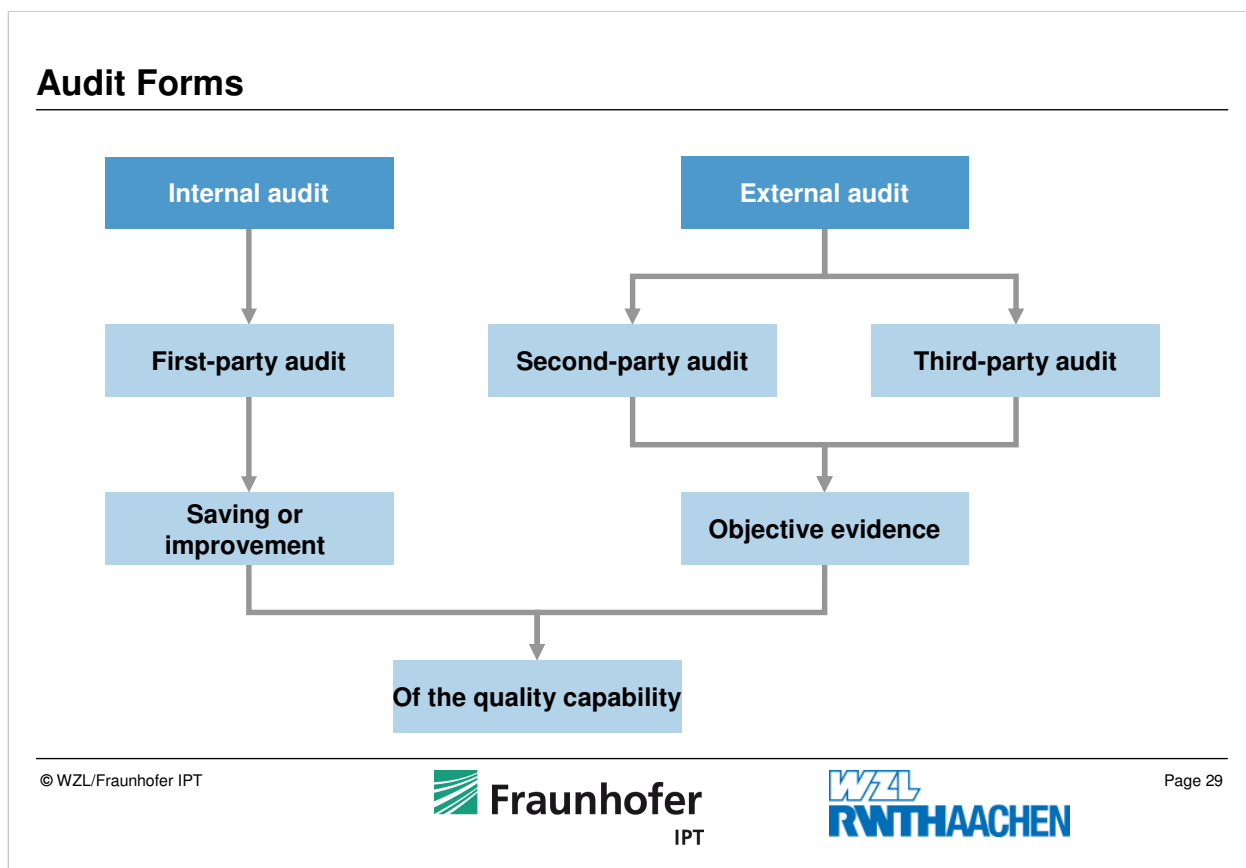 Audit Forms
Internal audit
External audit
First-party audit
Second-party audit
Third-party audit
Saving or
improvement
Objective evidence
Of the quality capability
© WZL/Fraunhofer IPT
Fraunhofer
IPT
WZL
RWTHAACHEN
Page 29